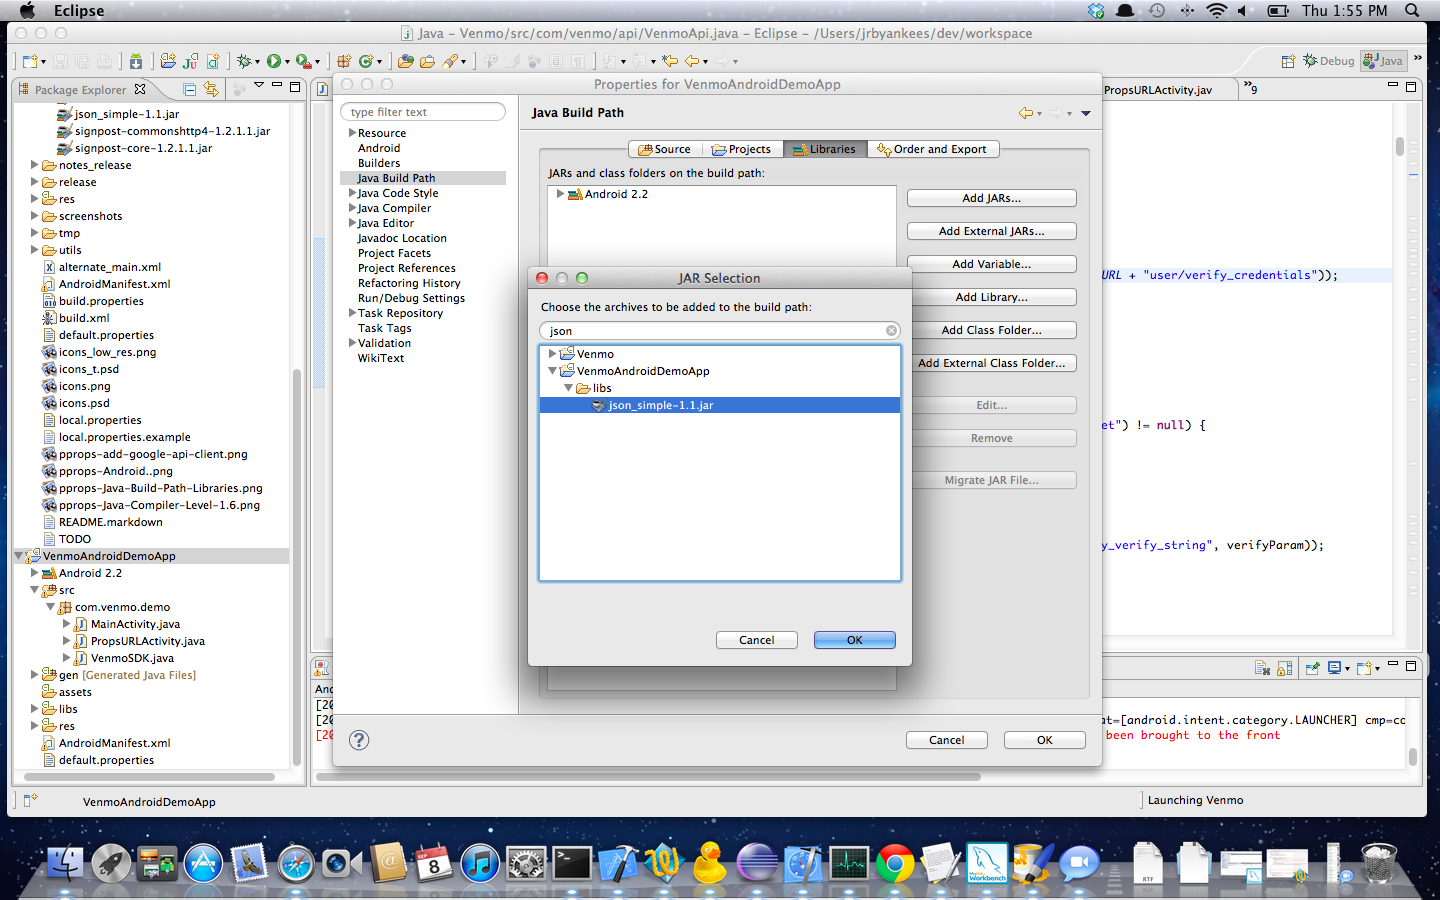 Eclipse
Thu 1:55 PM
Java – Venmo/src/com/venmo/api/VenmoApi.java – Eclipse – /Users/jrbyankees/dev/workspace
Debug
Java
Package Explorer
json_simple-1.1.jar
signpost-commonshttp4-1.2.1.1.jar
signpost-core-1.2.1.1.jar
notes_release
release
res
screenshots
tmp
utils
alternate_main.xml
AndroidManifest.xml
build.properties
build.xml
default.properties
icons_low_res.png
icons_t.psd
icons.png
icons.psd
local.properties
local.properties.example
pprops-add-google-api-client.png
pprops-Android..png
pprops-Java-Build-Path-Libraries.png
pprops-Java-Compiler-Level-1.6.png
README.markdown
TODO
VenmoAndroidDemoApp
Android 2.2
src
com.venmo.demo
MainActivity.java
PropsURLActivity.java
VenmoSDK.java
gen [Generated Java Files]
assets
libs
res
AndroidManifest.xml
default.properties
Properties for VenmoAndroidDemoApp
type filter text
Resource
Android
Builders
Java Build Path
Java Code Style
Java Compiler
Java Editor
Javadoc Location
Project Facets
Project References
Refactoring History
Run/Debug Settings
Task Repository
Task Tags
Validation
WikiText
Java Build Path
Source
Projects
Libraries
Order and Export
JARs and class folders on the build path:
Android 2.2
Add JARs...
Add External JARs...
Add Variable...
Add Library...
Add Class Folder...
Add External Class Folder...
Edit...
Remove
Migrate JAR File...
JAR Selection
Choose the archives to be added to the build path:
json
Venmo
VenmoAndroidDemoApp
libs
json_simple-1.1.jar
Cancel
OK
?
Cancel
OK
PropsURLActivity.jav
»9
URL + "user/verify_credentials"));
et") != null) {
y_verify_string", verifyParam));
And
[20
[20
at=[android.intent.category.LAUNCHER] cmp=co
[20
been brought to the front
VenmoAndroidDemoApp
Launching Venmo
SEP
8
RTF
MySQL
Workbench